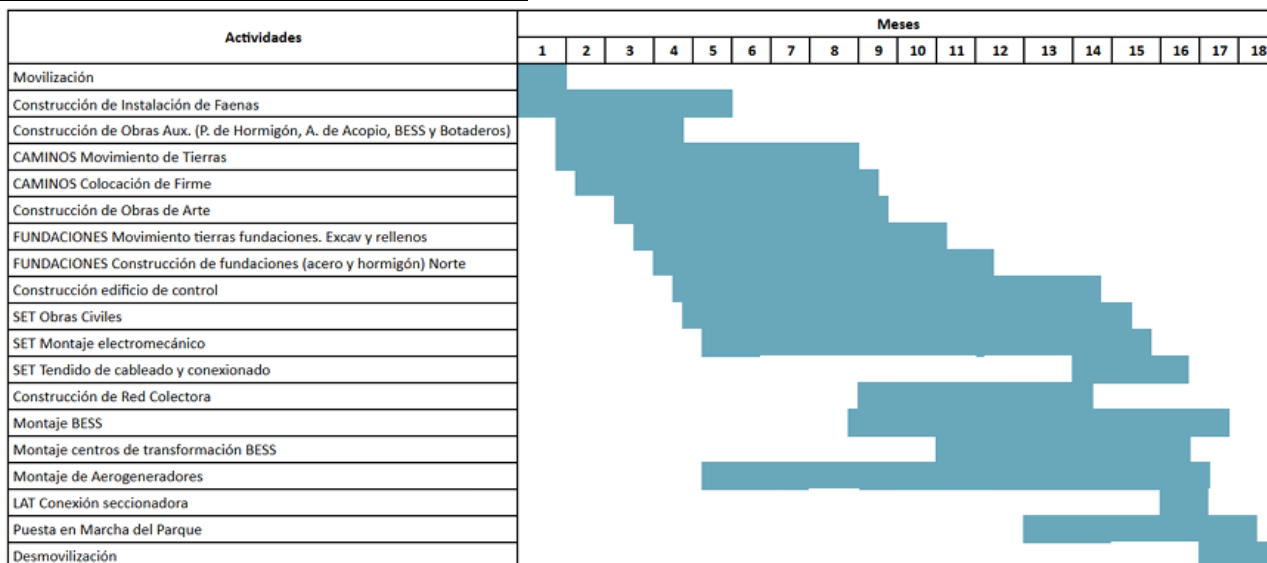 Actividades
Meses
1 2 3 4 5 6 7 8 9 10 11 12 13 14 15 16 17 18
Movilización
Construcción de Instalación de Faenas
Construcción de Obras Aux. (P. de Hormigón, A. de Acopio, BESS y Botaderos)
CAMINOS Movimiento de Tierras
CAMINOS Colocación de Firme
Construcción de Obras de Arte
FUNDACIONES Movimiento tierras fundaciones. Excav y rellenos
FUNDACIONES Construcción de fundaciones (acero y hormigón) Norte
Construcción edificio de control
SET Obras Civiles
SET Montaje electromecánico
SET Tendido de cableado y conexionado
Construcción de Red Colectora
Montaje BESS
Montaje centros de transformación BESS
Montaje de Aerogeneradores
LAT Conexión seccionadora
Puesta en Marcha del Parque
Desmovilización